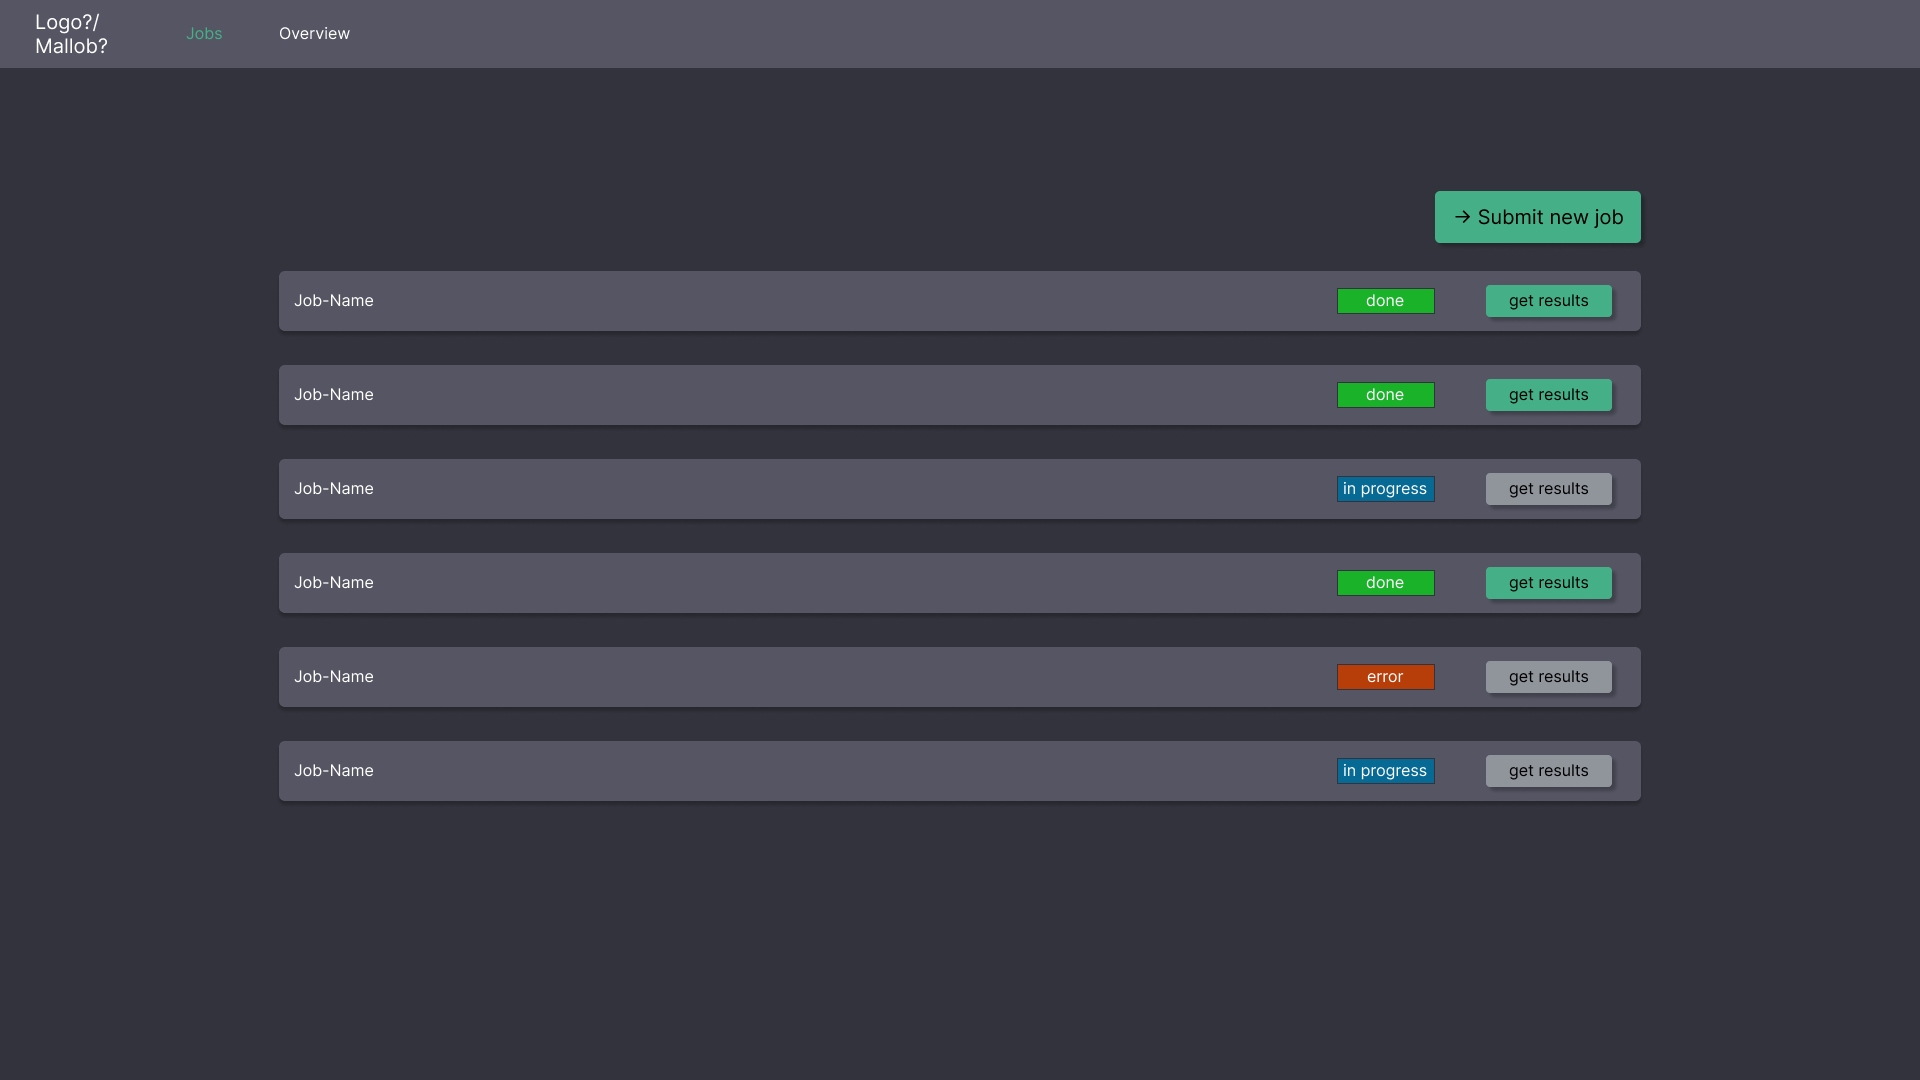 Logo?/
Mallob?
Jobs Overview
→ Submit new job
Job-Name done get results
Job-Name done get results
Job-Name in progress get results
Job-Name done get results
Job-Name error get results
Job-Name in progress get results